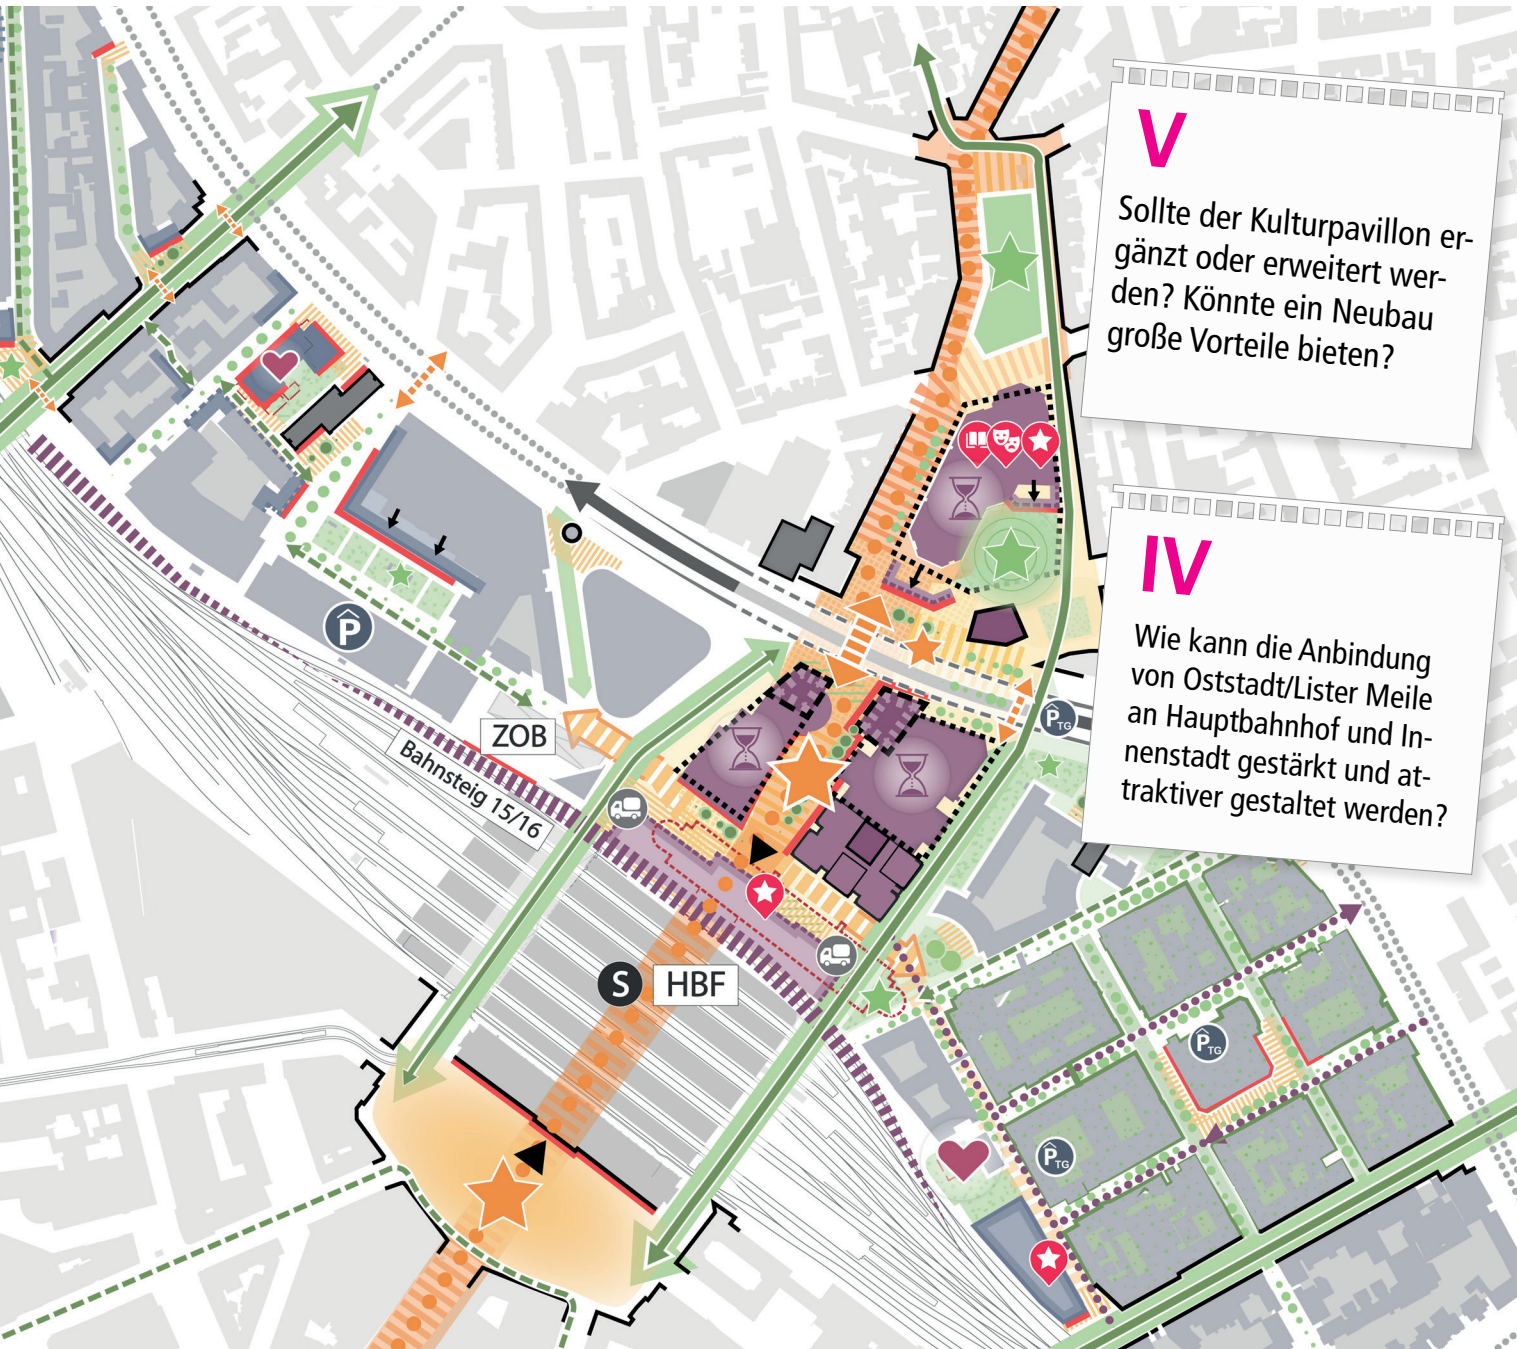 V
Sollte der Kulturpavillon er-
gänzt oder erweitert wer-
den? Könnte ein Neubau
große Vorteile bieten?
IV
Wie kann die Anbindung
von Oststadt/Lister Meile
an Hauptbahnhof und In-
nenstadt gestärkt und at-
traktiver gestaltet werden?
P
P TG
ZOB
Bahnsteig 15/16
S HBF
P TG
P TG